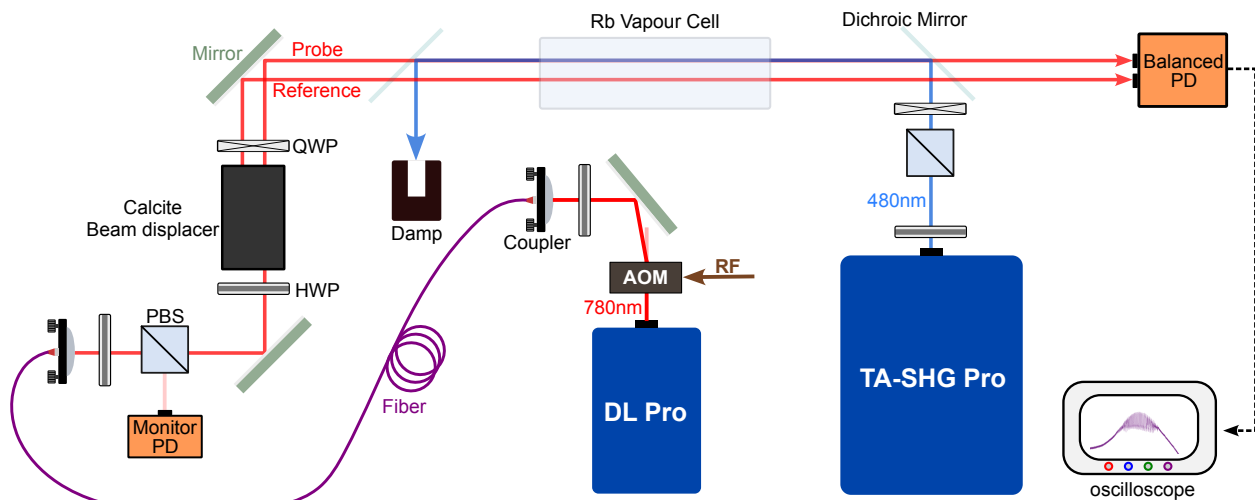 Rb Vapour Cell
Dichroic Mirror
Mirror
Probe
Reference
Balanced
PD
QWP
Calcite
Beam displacer
Damp
Coupler
480nm
HWP
AOM
RF
780nm
PBS
Fiber
Monitor
PD
DL Pro
TA-SHG Pro
oscilloscope